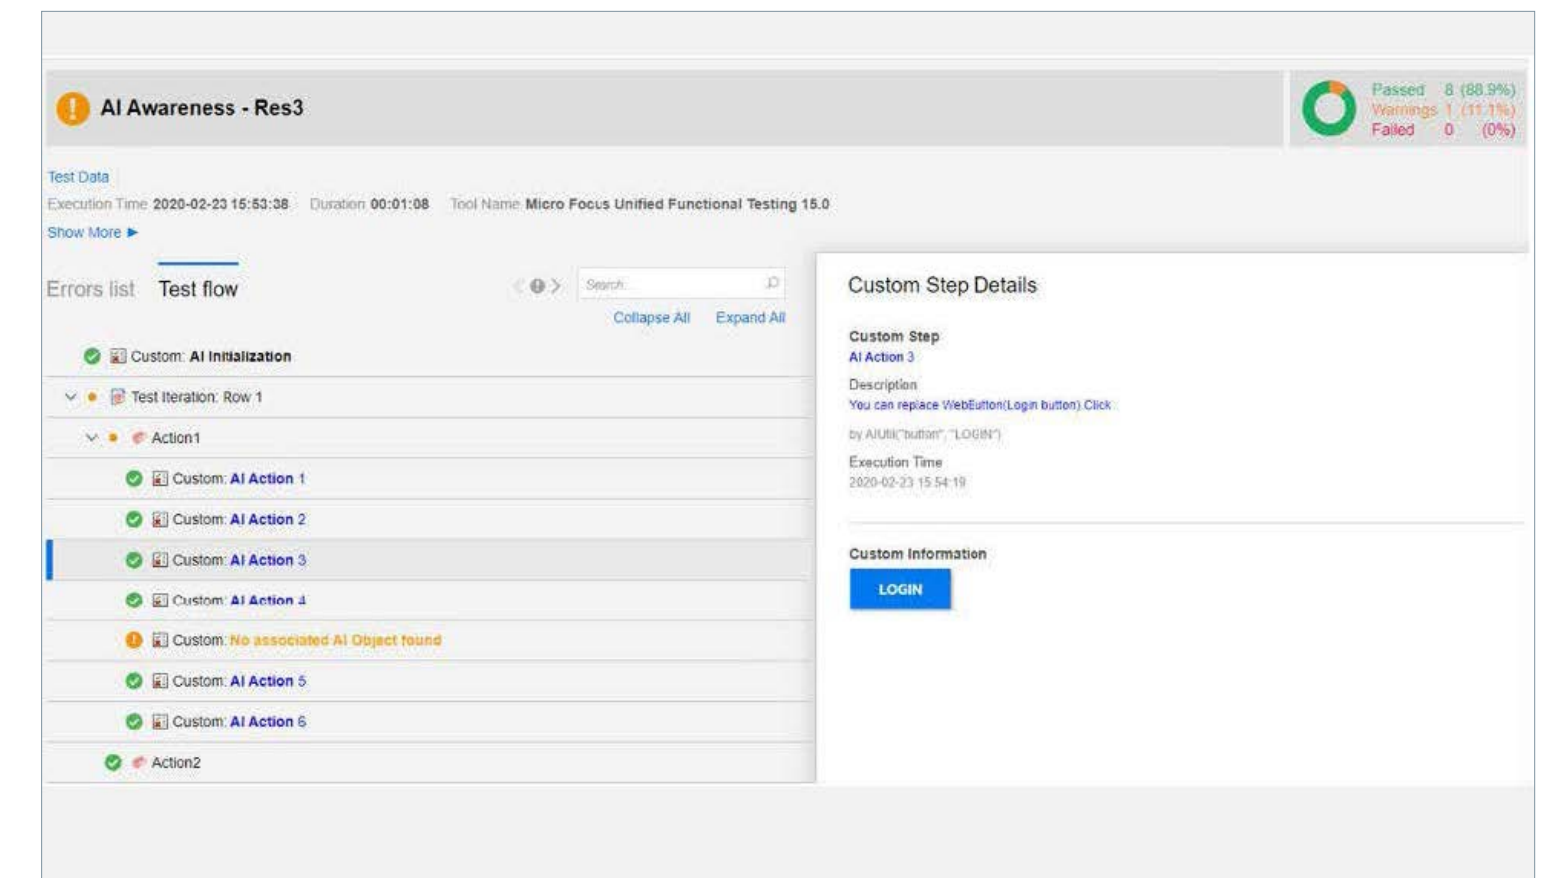 AI Awareness - Res3
Passed 8 (88.9%)
Warnings 1 (11.1%)
Failed 0 (0%)
Test Data
Execution Time 2020-02-23 15:53:38 Duration 00:01:08 Tool Name Micro Focus Unified Functional Testing 15.0
Show More
Errors list Test flow
Search
Collapse All Expand All
Custom: AI Initialization
Test Iteration: Row 1
Action1
Custom: AI Action 1
Custom: AI Action 2
Custom: AI Action 3
Custom: AI Action 4
Custom: No associated AI Object found
Custom: AI Action 5
Custom: AI Action 6
Action2
Custom Step Details
Custom Step
AI Action 3
Description
You can replace WebButton(Login button).Click
by AIUtil("button", "LOGIN")
Execution Time
2020-02-23 15:54:19
Custom Information
LOGIN